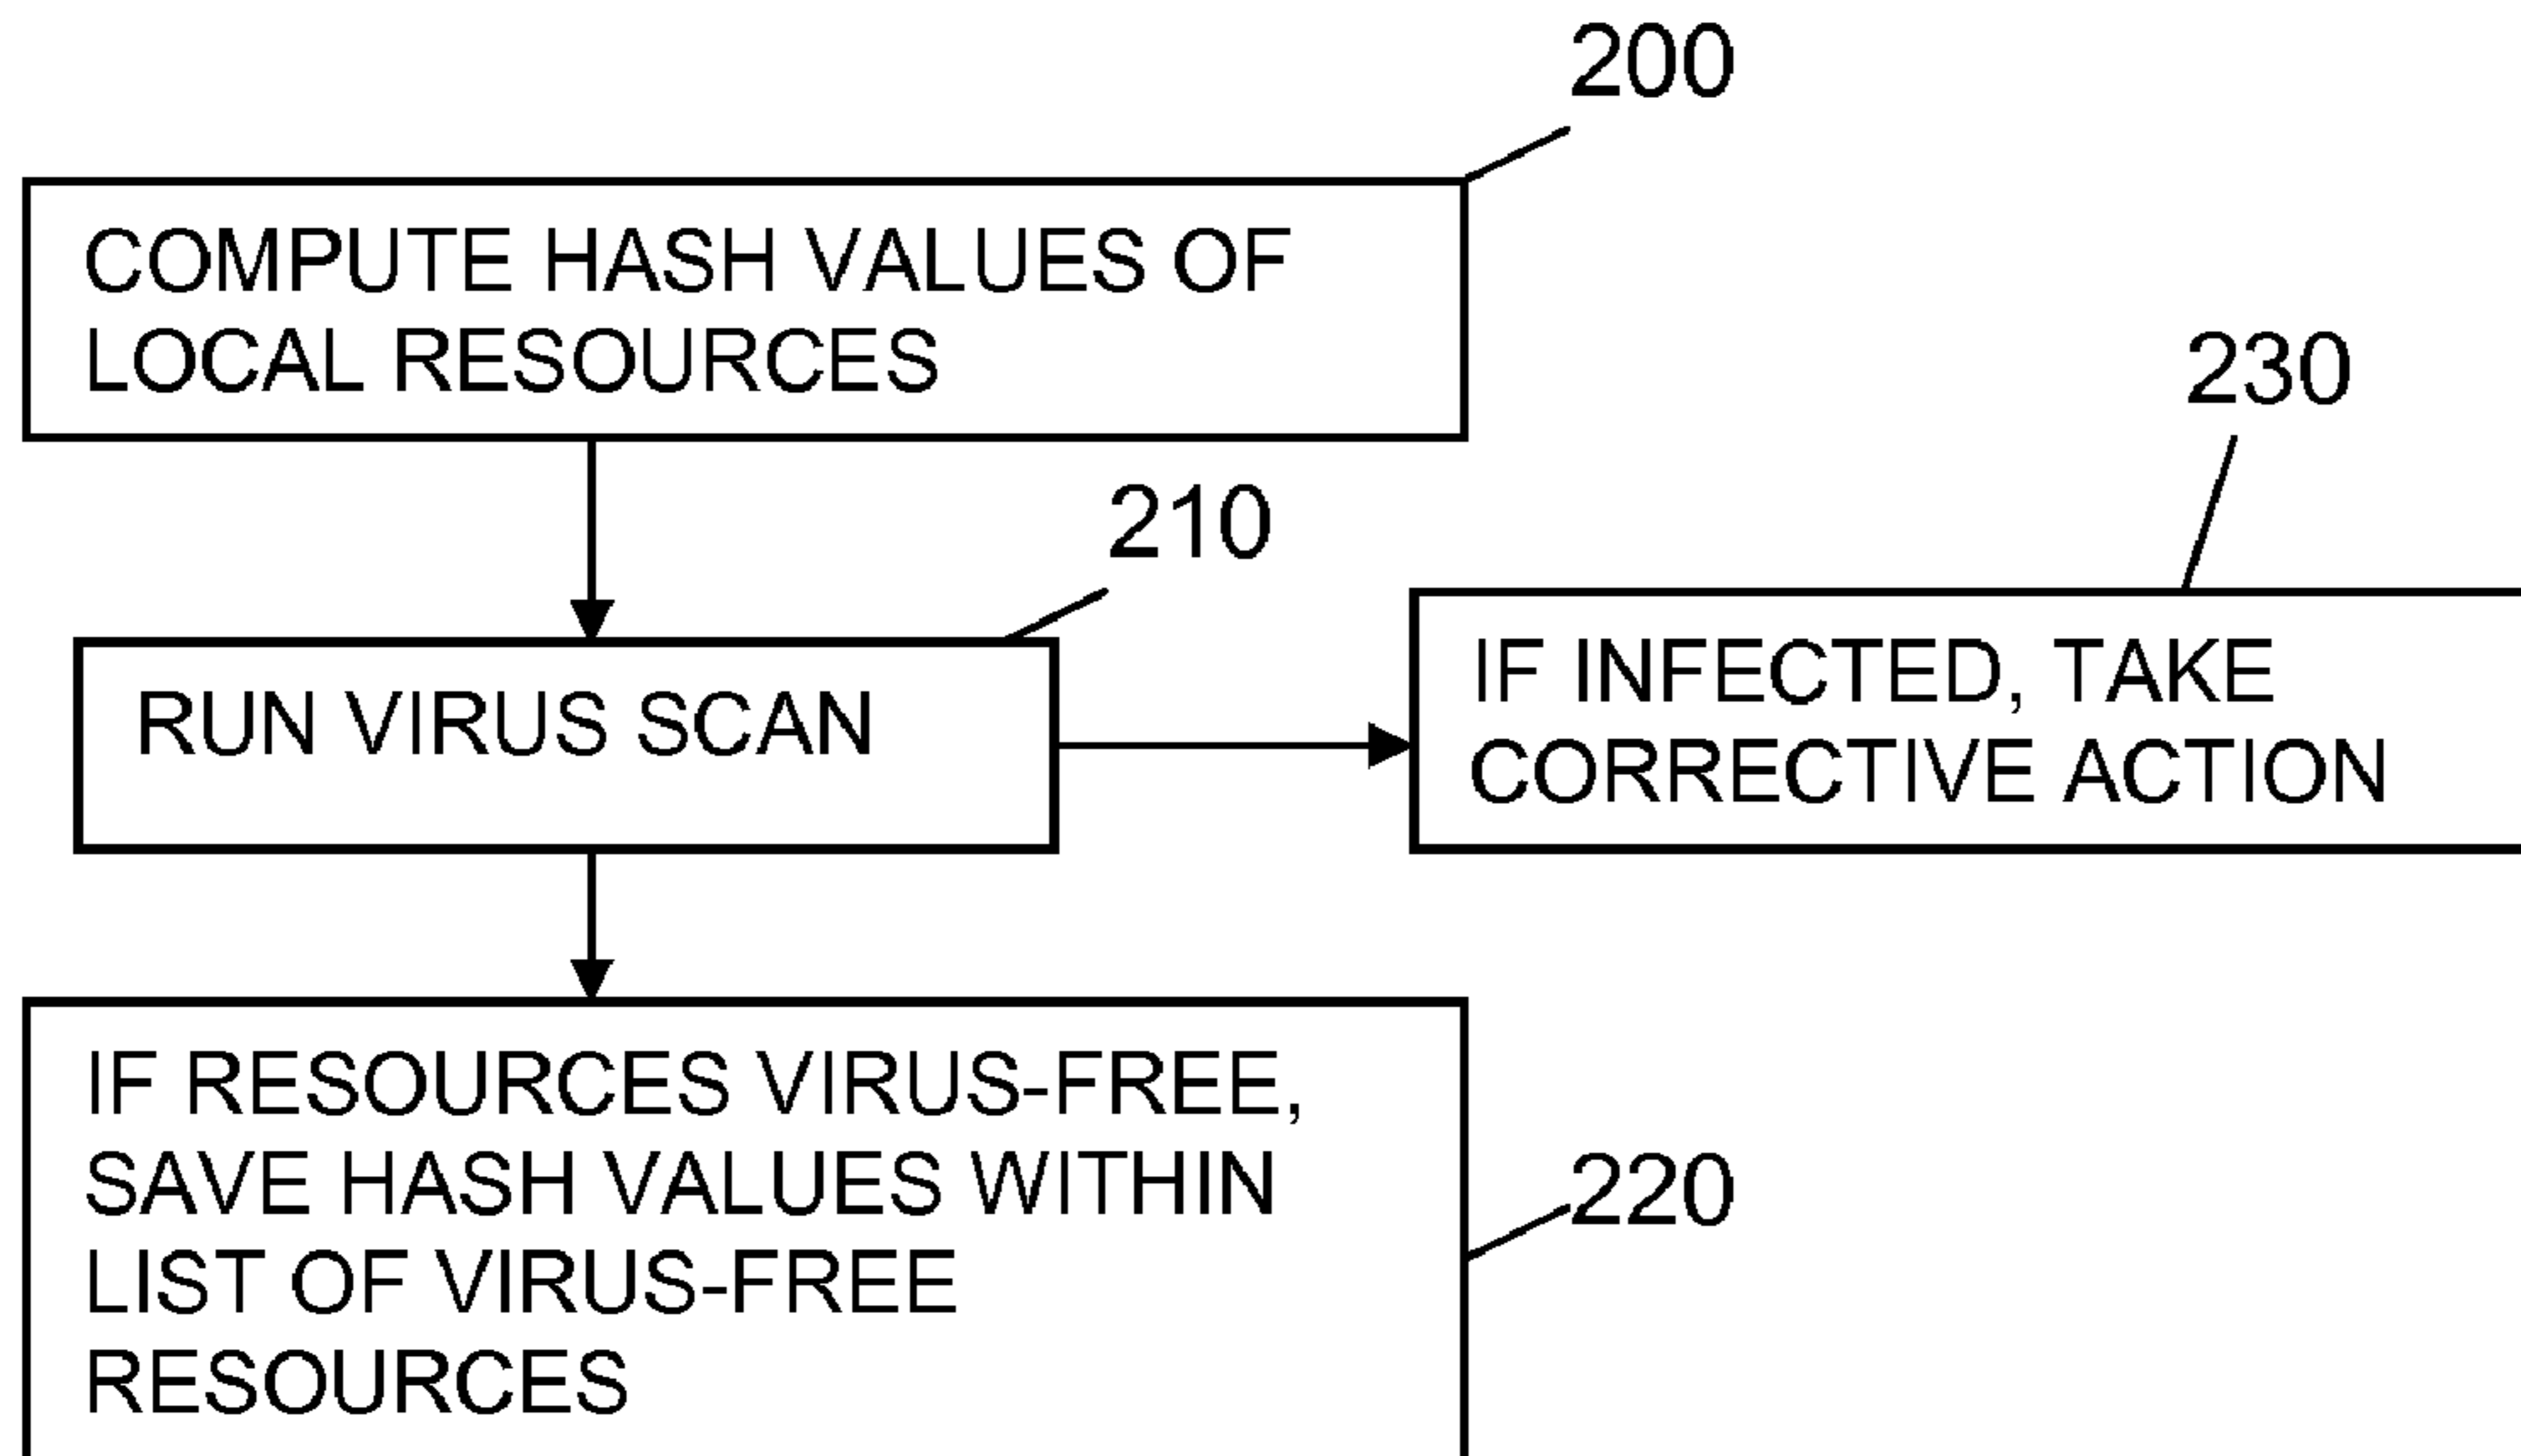 200
COMPUTE HASH VALUES OF
LOCAL RESOURCES
230
210
RUN VIRUS SCAN
IF INFECTED, TAKE
CORRECTIVE ACTION
IF RESOURCES VIRUS-FREE,
SAVE HASH VALUES WITHIN
LIST OF VIRUS-FREE
RESOURCES
220